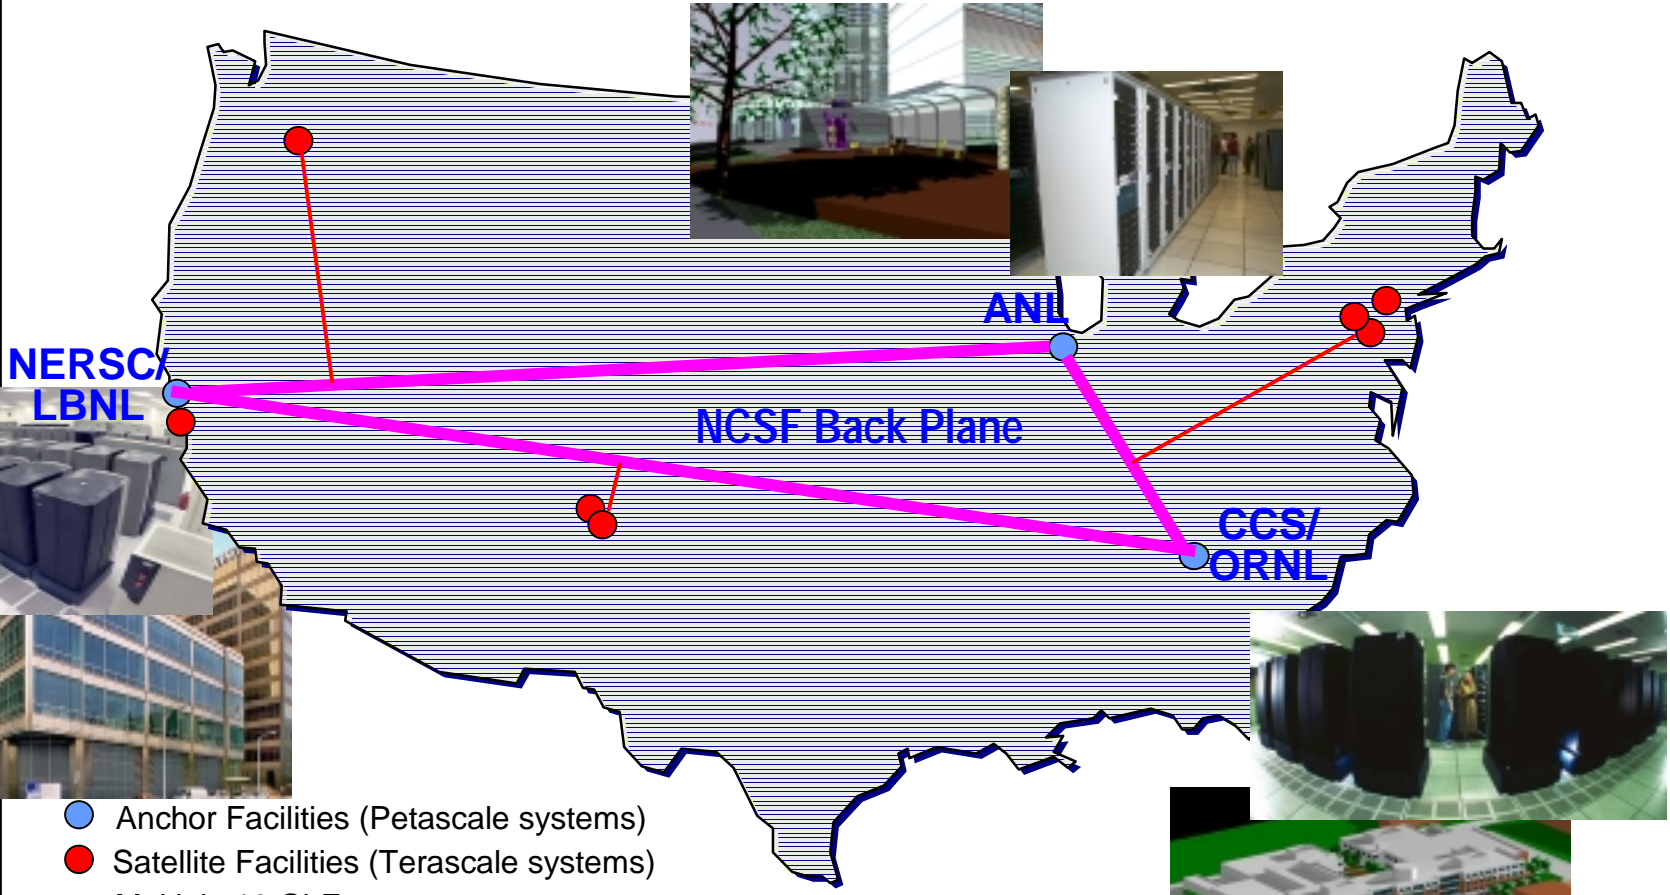 ANL
NERSC/
LBNL
NCSF Back Plane
CCS/
ORNL
Anchor Facilities (Petascale systems)
Satellite Facilities (Terascale systems)